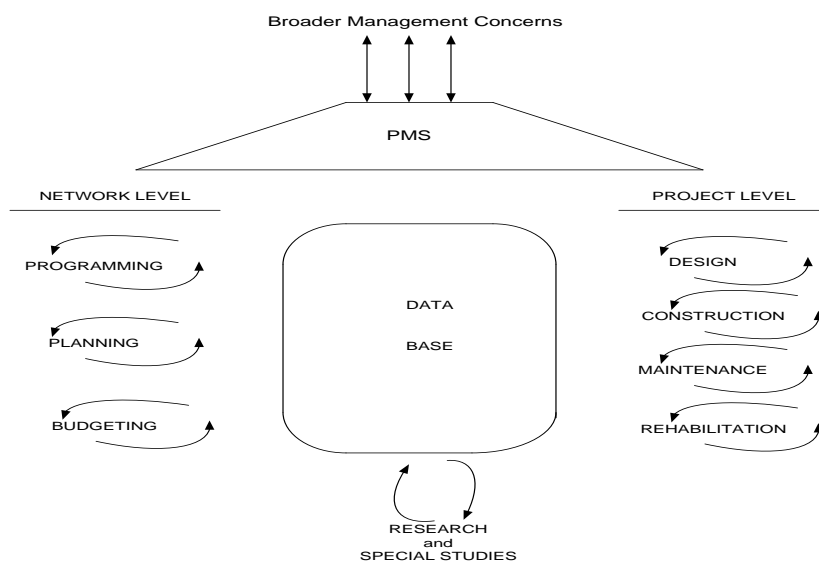 Broader Management Concerns
PMS
NETWORK LEVEL
PROGRAMMING
PLANNING
BUDGETING
DATA
BASE
PROJECT LEVEL
DESIGN
CONSTRUCTION
MAINTENANCE
REHABILITATION
RESEARCH
and
SPECIAL STUDIES